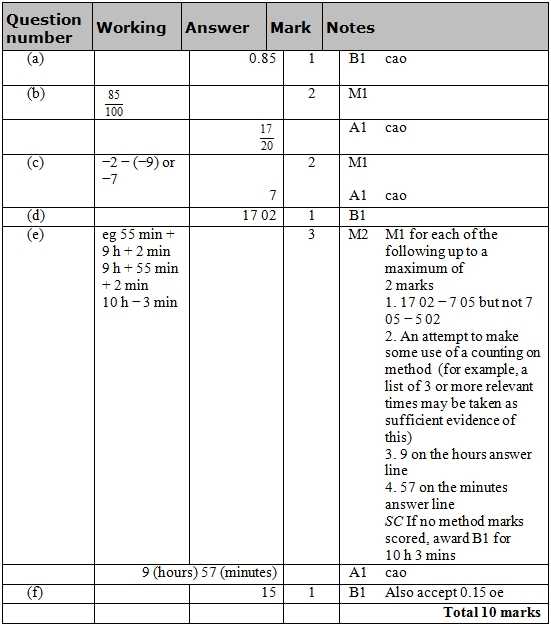 Question number Working Answer Mark Notes
(a) 0.85 1 B1 cao
(b) 85/100 2 M1
17/20 A1 cao
(c) −2 − (−9) or 2 M1
−7
7 A1 cao
(d) 17 02 1 B1
(e) eg 55 min + 3 M2 M1 for each of the
9 h + 2 min following up to a
9 h + 55 min maximum of
+ 2 min 2 marks
10 h − 3 min 1. 17 02 − 7 05 but not 7
05 − 5 02
2. An attempt to make
some use of a counting on
method (for example, a
list of 3 or more relevant
times may be taken as
sufficient evidence of
this)
3. 9 on the hours answer
line
4. 57 on the minutes
answer line
SC If no method marks
scored, award B1 for
10 h 3 mins
9 (hours) 57 (minutes) A1 cao
(f) 15 1 B1 Also accept 0.15 oe
Total 10 marks